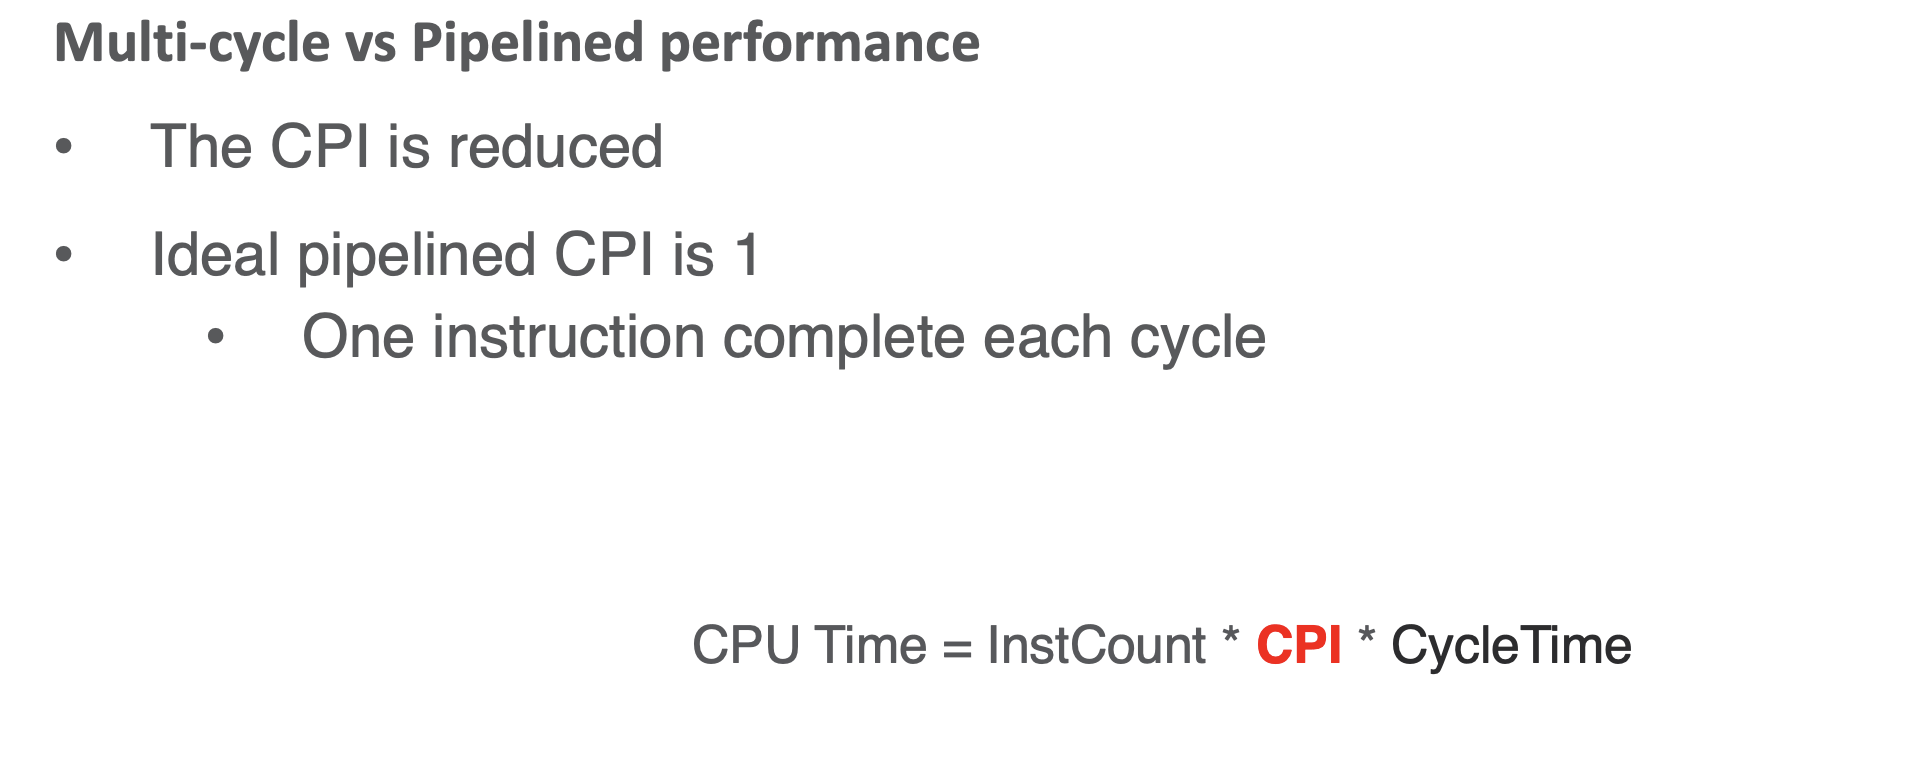 Multi-cycle vs Pipelined performance
• The CPI is reduced
• Ideal pipelined CPI is 1
• One instruction complete each cycle
CPU Time = InstCount * CPI * CycleTime